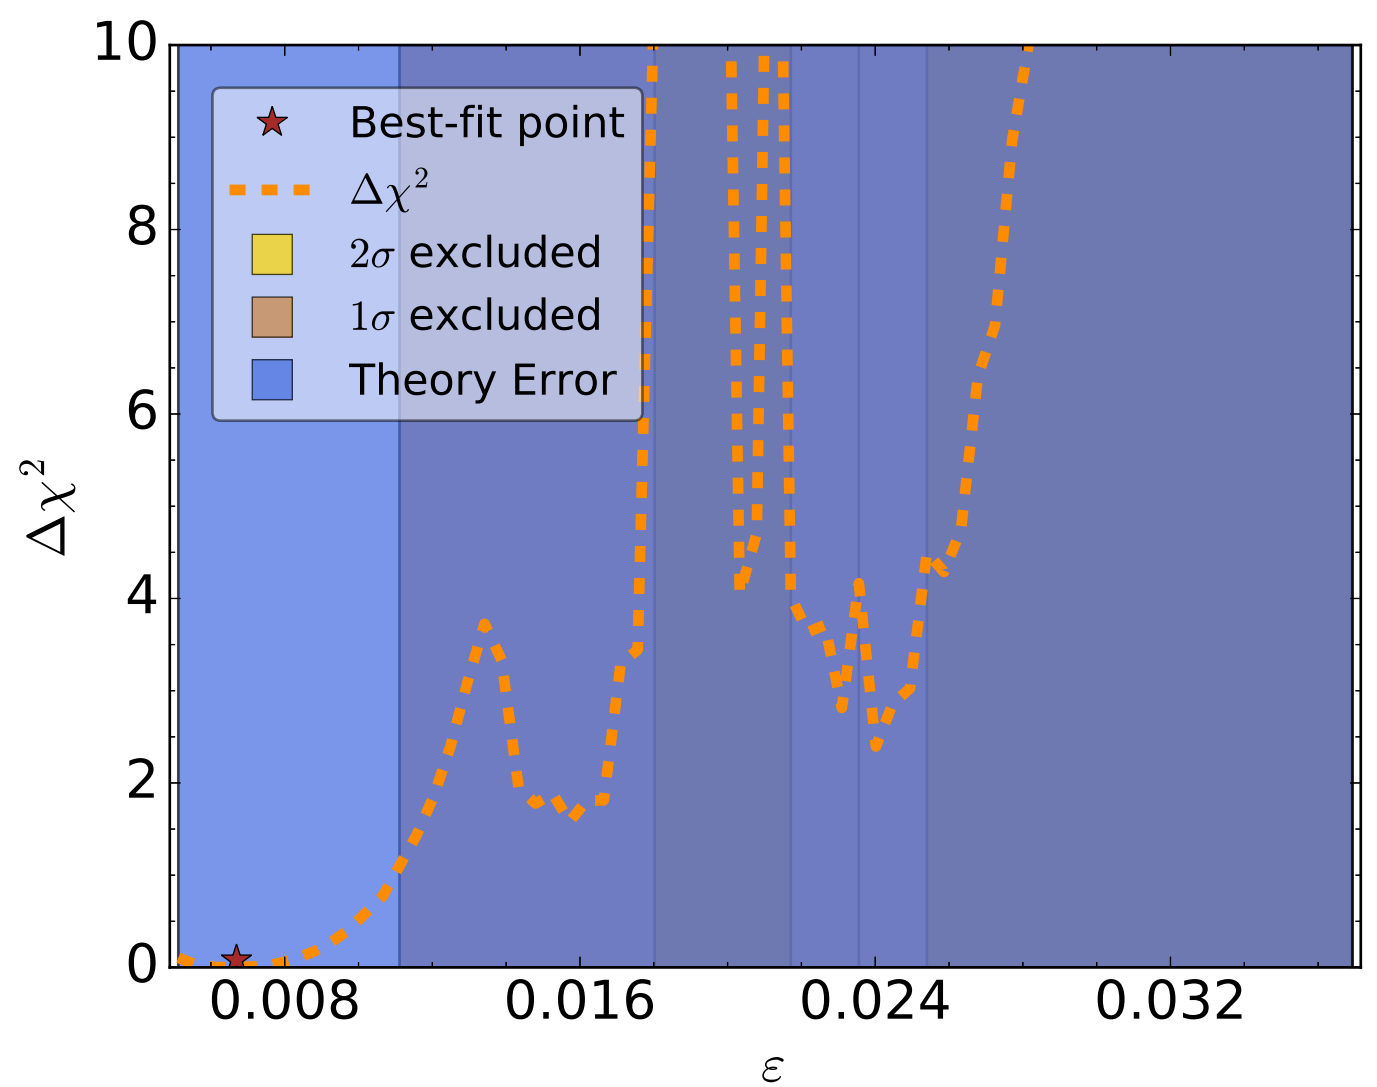 10
8
6
4
2
0
Δχ²
Best-fit point
Δχ²
2σ excluded
1σ excluded
Theory Error
0.008
0.016
0.024
0.032
ε